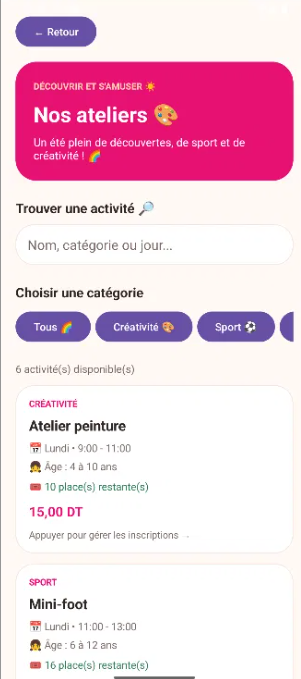 ← Retour
DÉCOUVRIR ET S'AMUSER ☀️
Nos ateliers 🎨
Un été plein de découvertes, de sport et de
créativité ! 🌈
Trouver une activité 🔎
Nom, catégorie ou jour...
Choisir une catégorie
Tous 🌈 Créativité 🎨 Sport ⚽
6 activité(s) disponible(s)
CRÉATIVITÉ
Atelier peinture
📅 Lundi • 9:00 - 11:00
👧 Âge : 4 à 10 ans
🎟️ 10 place(s) restante(s)
15,00 DT
Appuyer pour gérer les inscriptions →
SPORT
Mini-foot
📅 Lundi • 11:00 - 13:00
👧 Âge : 6 à 12 ans
🎟️ 16 place(s) restante(s)